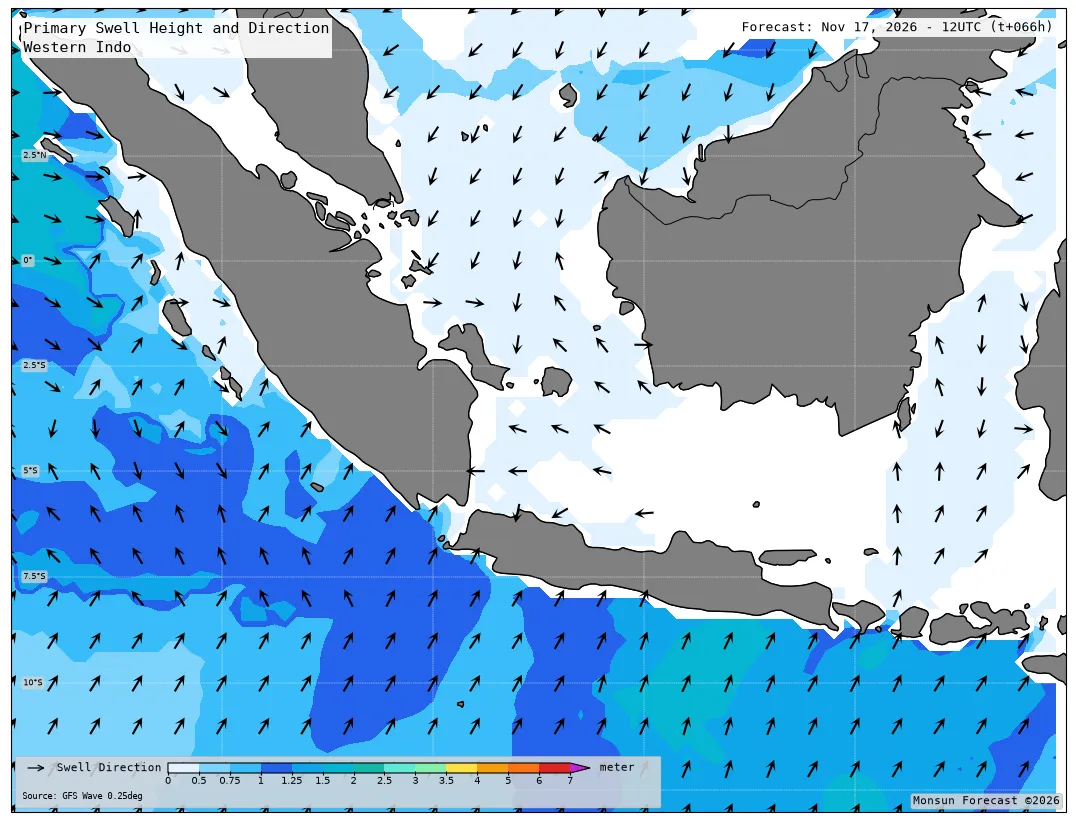 Primary Swell Height and Direction
Western Indo
Forecast: Nov 17, 2026 - 12UTC (t+066h)
2.5°N
0°
2.5°S
5°S
7.5°S
10°S
Swell Direction
0 0.5 0.75 1 1.25 1.5 2 2.5 3 3.5 4 5 6 7
meter
Source: GFS Wave 0.25deg
Monsun Forecast ©2026